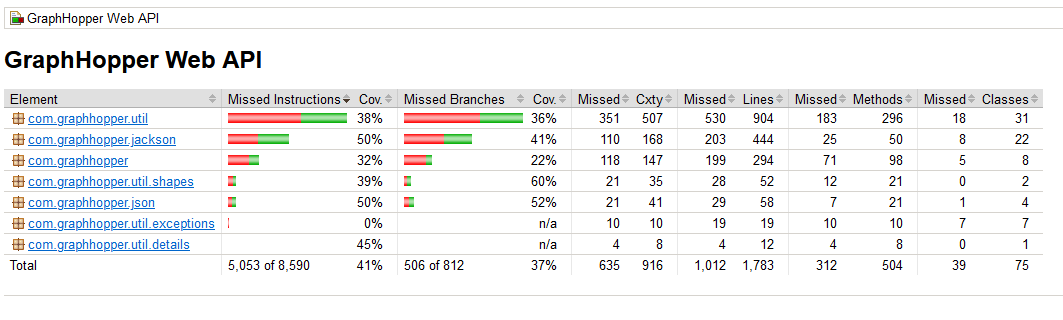 GraphHopper Web API
GraphHopper Web API
Element Missed Instructions Cov. Missed Branches Cov. Missed Cxty Missed Lines Missed Methods Missed Classes
com.graphhopper.util 38% 36% 351 507 530 904 183 296 18 31
com.graphhopper.jackson 50% 41% 110 168 203 444 25 50 8 22
com.graphhopper 32% 22% 118 147 199 294 71 98 5 8
com.graphhopper.util.shapes 39% 60% 21 35 28 52 12 21 0 2
com.graphhopper.json 50% 52% 21 41 29 58 7 21 1 4
com.graphhopper.util.exceptions 0% n/a 10 10 19 19 10 10 7 7
com.graphhopper.util.details 45% n/a 4 8 4 12 4 8 0 1
Total 5,053 of 8,590 41% 506 of 812 37% 635 916 1,012 1,783 312 504 39 75